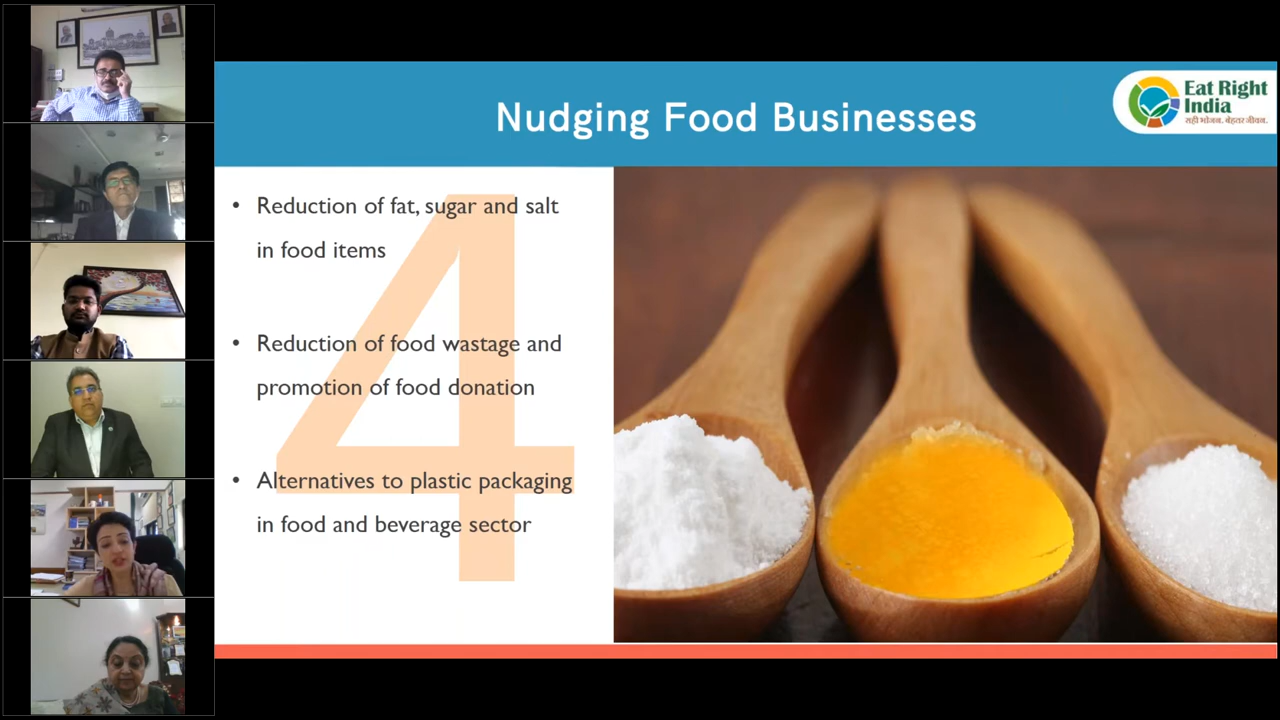 Nudging Food Businesses
Eat Right
India
सही भोजन. बेहतर जीवन.
4
• Reduction of fat, sugar and salt
in food items
• Reduction of food wastage and
promotion of food donation
• Alternatives to plastic packaging
in food and beverage sector